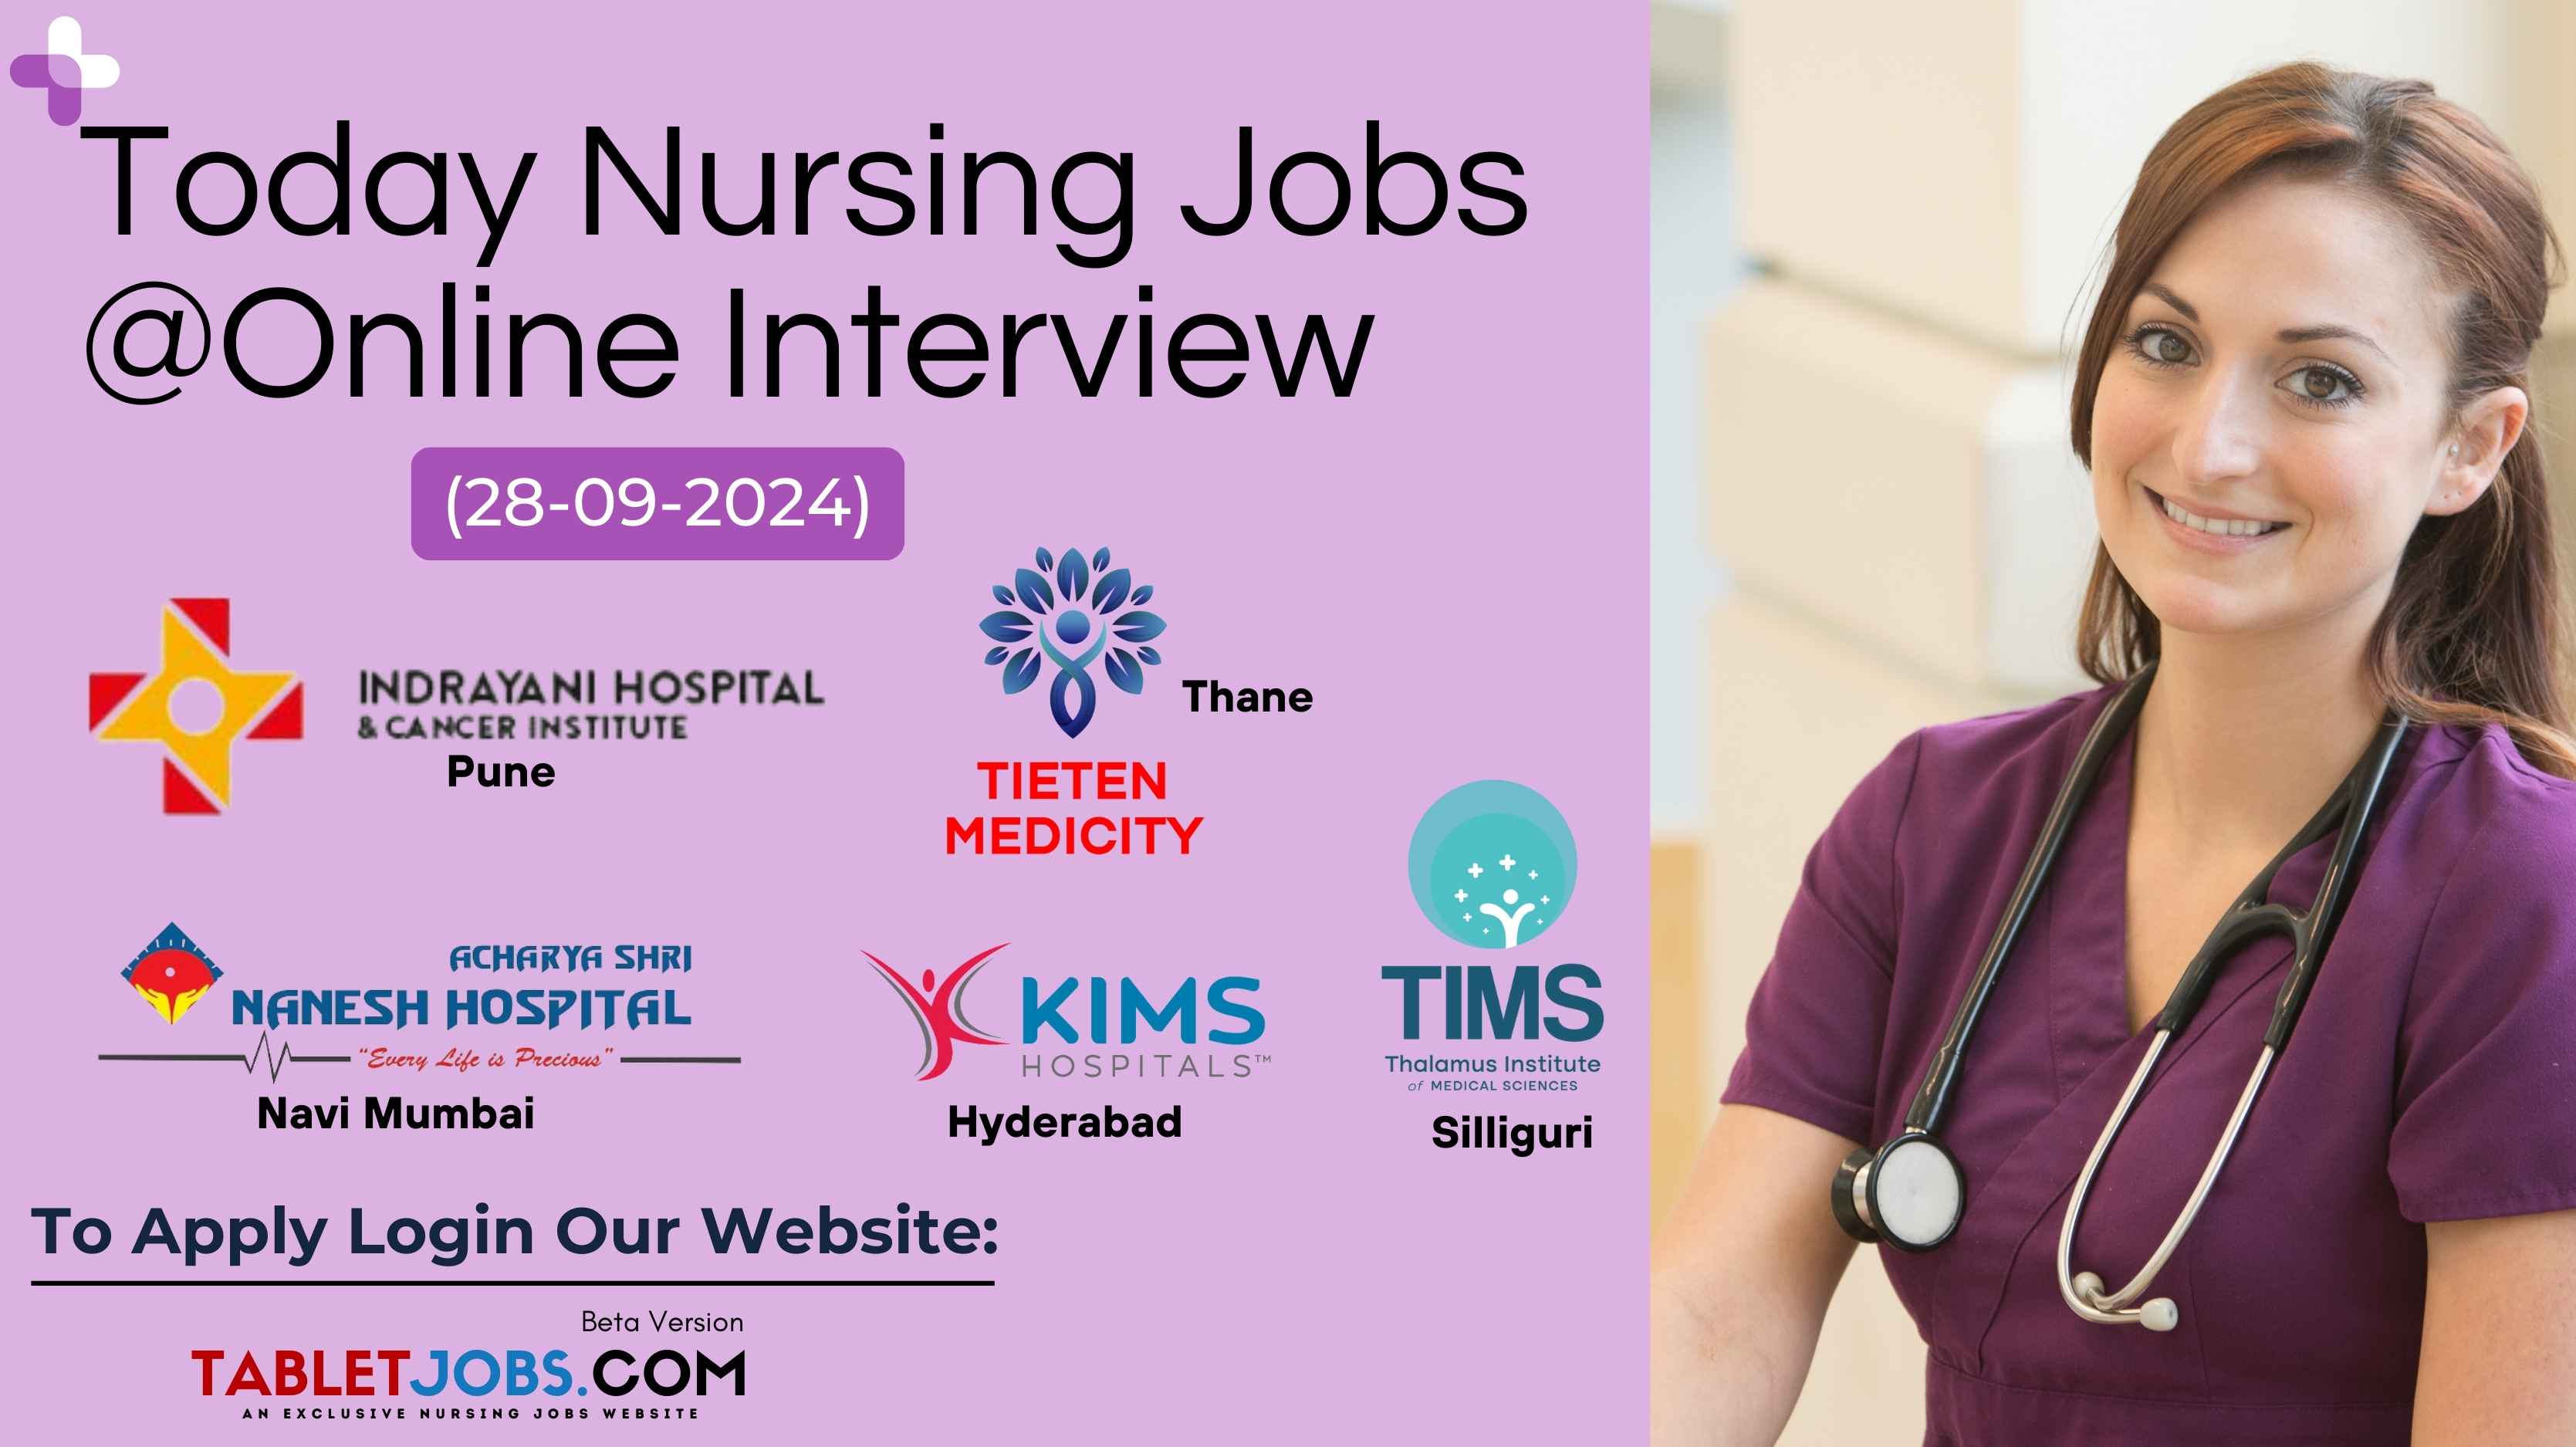 Today Nursing Jobs
@Online Interview
(28-09-2024)
INDRAYANI HOSPITAL
& CANCER INSTITUTE
Pune
Thane
TIETEN
MEDICITY
ACHARYA SHRI
NANESH HOSPITAL
"Every Life is Precious"
Navi Mumbai
KIMS
HOSPITALS™
Hyderabad
TIMS
Thalamus Institute
of MEDICAL SCIENCES
Silliguri
To Apply Login Our Website:
Beta Version
TABLETJOBS.COM
AN EXCLUSIVE NURSING JOBS WEBSITE